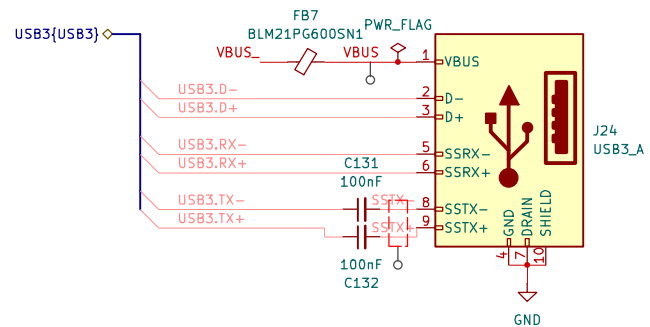 FB7
BLM21PG600SN1
PWR_FLAG
USB3{USB3}
VBUS_
VBUS
1
VBUS
USB3.D-
2
D-
USB3.D+
3
D+
J24
USB3_A
USB3.RX-
5
SSRX-
USB3.RX+
6
SSRX+
C131
100nF
USB3.TX-
SSTX-
8
SSTX-
USB3.TX+
SSTX+
9
SSTX+
100nF
C132
GND
DRAIN
SHIELD
4
7
10
GND